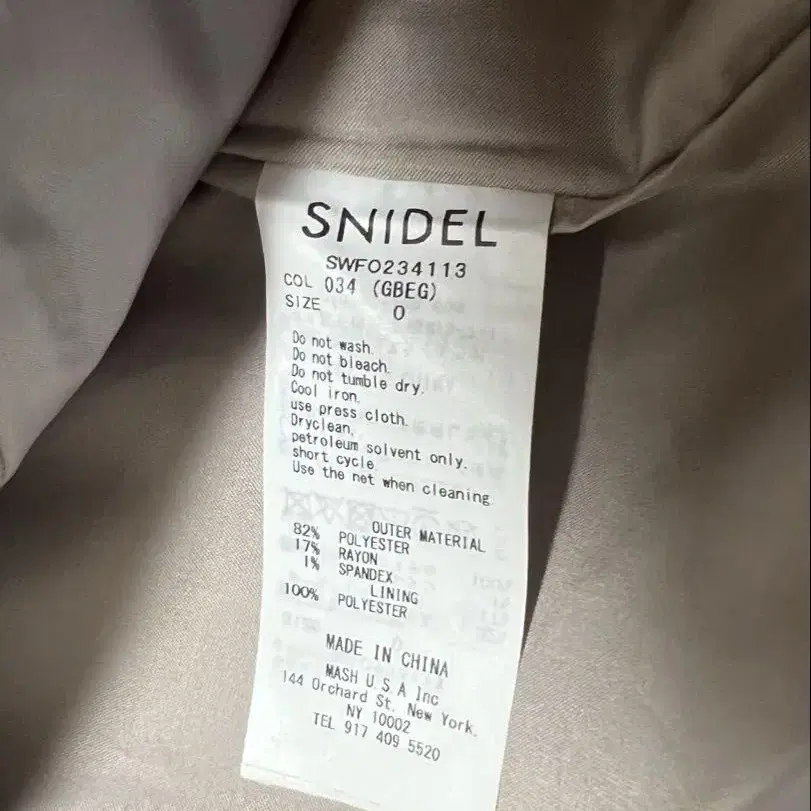 SNIDEL
SWFO234113
COL 034 (GBEG)
SIZE 0
Do not wash.
Do not bleach.
Do not tumble dry.
Cool iron,
use press cloth.
Dryclean,
petroleum solvent only.
short cycle.
Use the net when cleaning.
OUTER MATERIAL
82% POLYESTER
17% RAYON
1% SPANDEX
LINING
100% POLYESTER
MADE IN CHINA
MASH U S A Inc
144 Orchard St. New York.
NY 10002
TEL 917 409 5520